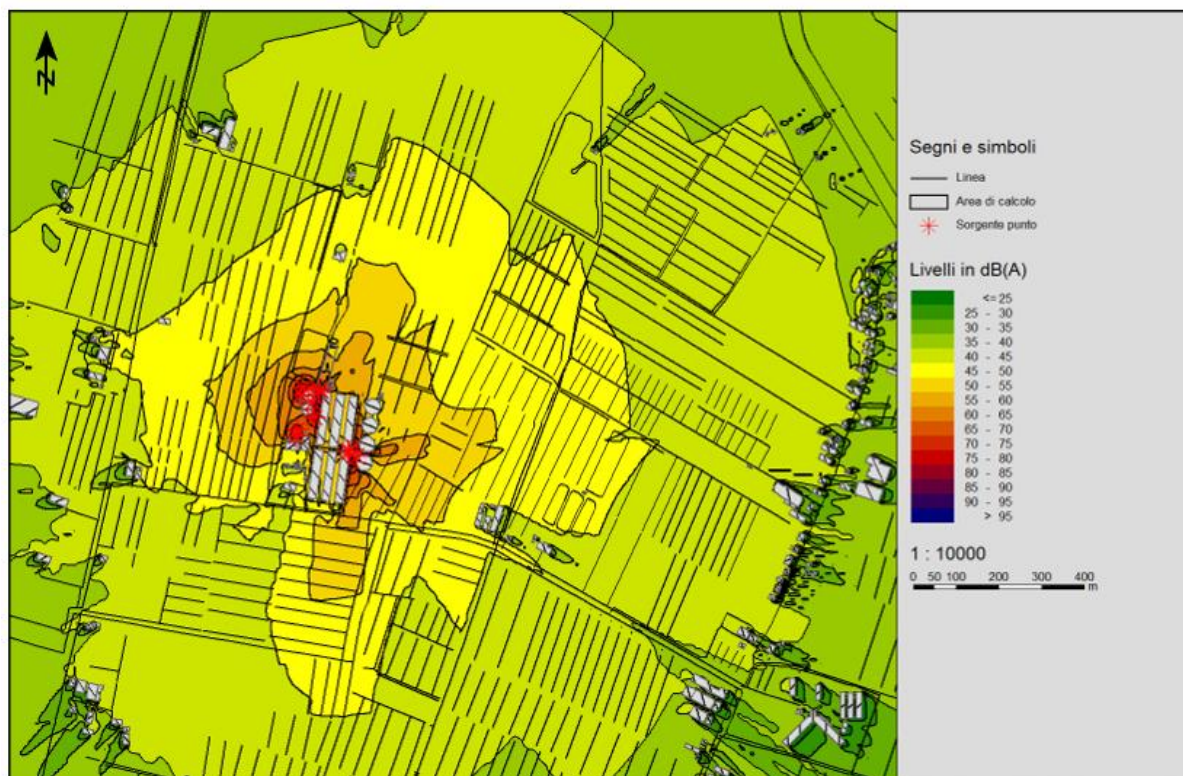 N
Segni e simboli
Linea
Area di calcolo
Sorgente punto
Livelli in dB(A)
<= 25
25 - 30
30 - 35
35 - 40
40 - 45
45 - 50
50 - 55
55 - 60
60 - 65
65 - 70
70 - 75
75 - 80
80 - 85
85 - 90
90 - 95
> 95
1 : 10000
0 50 100 200 300 400
m